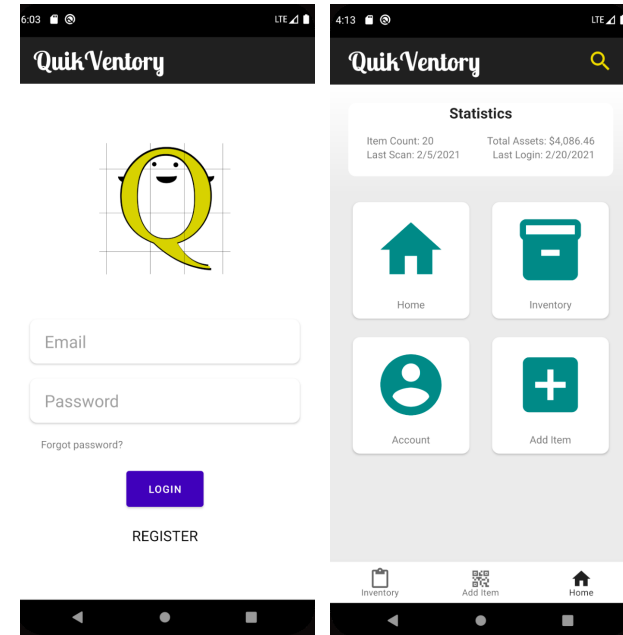 6:03 LTE
QuikVentory
Q
Email
Password
Forgot password?
LOGIN
REGISTER
4:13 LTE
QuikVentory
Statistics
Item Count: 20 Total Assets: $4,086.46
Last Scan: 2/5/2021 Last Login: 2/20/2021
Home Inventory
Account Add Item
Inventory Add Item Home